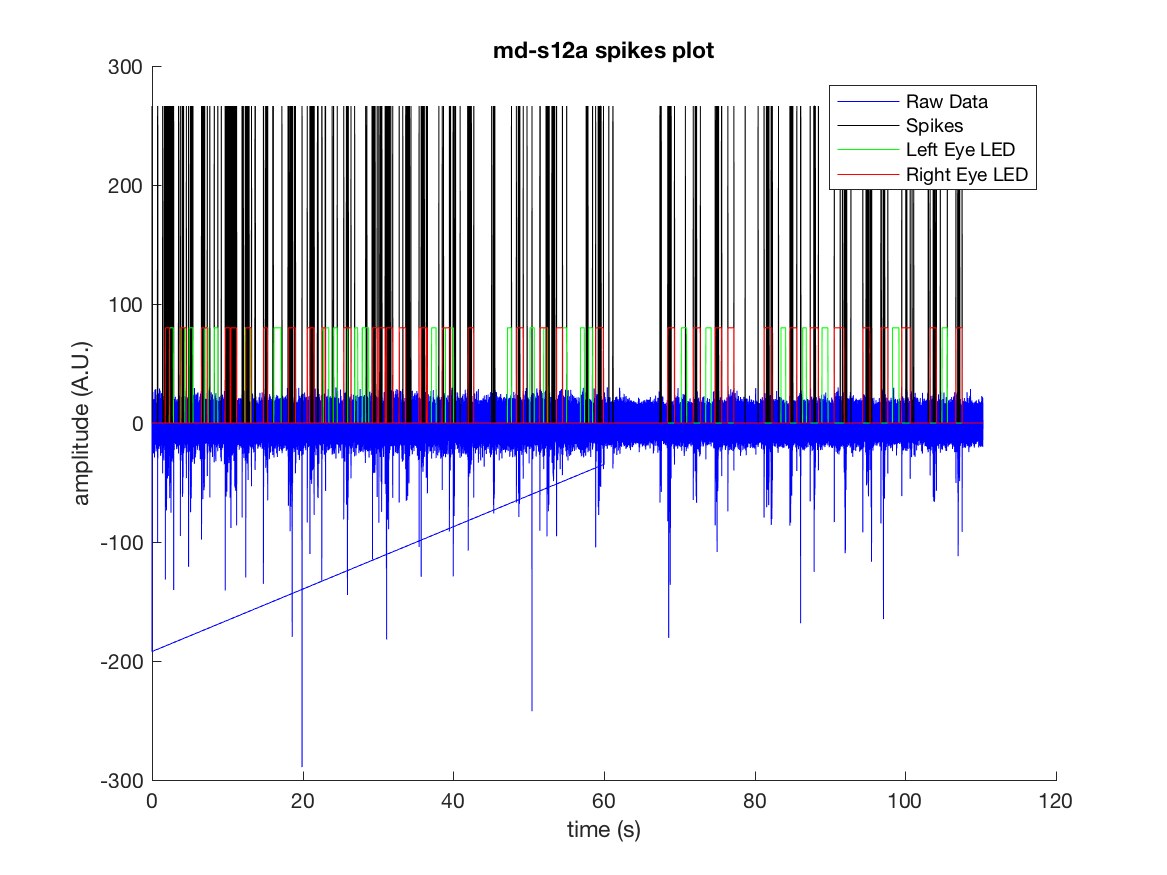 md-s12a spikes plot
300
200
100
0
-100
-200
-300
amplitude (A.U.)
Raw Data
Spikes
Left Eye LED
Right Eye LED
0 20 40 60 80 100 120
time (s)